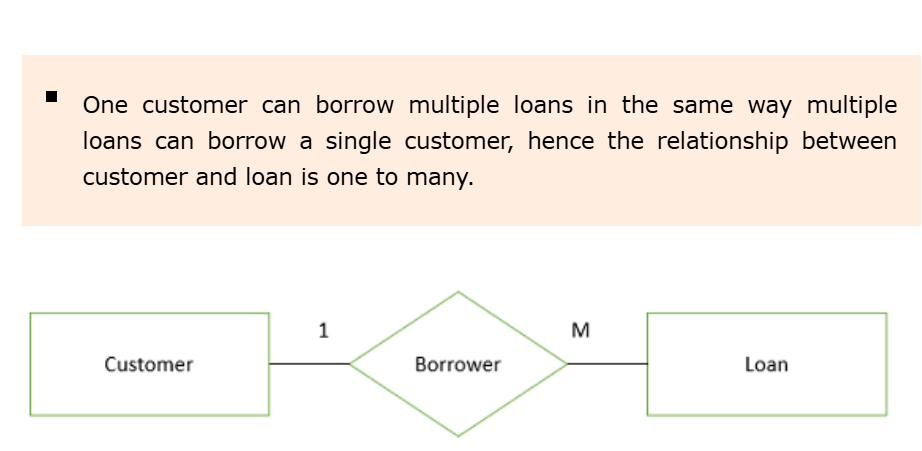 ▪ One customer can borrow multiple loans in the same way multiple
loans can borrow a single customer, hence the relationship between
customer and loan is one to many.
1
M
Customer
Borrower
Loan